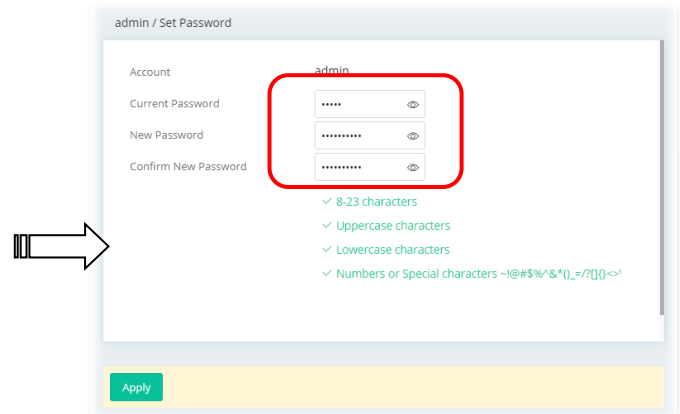 admin / Set Password
Account admin
Current Password •••••
New Password ••••••••••
Confirm New Password ••••••••••
✓ 8-23 characters
✓ Uppercase characters
✓ Lowercase characters
✓ Numbers or Special characters ~!@#$%^&*()_=/?[]{}<>'
Apply